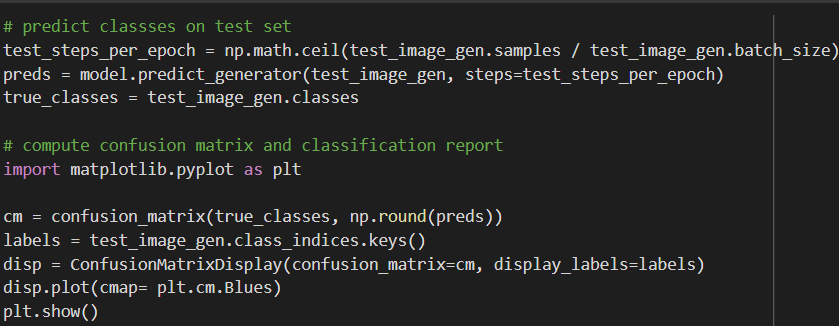 # predict classses on test set
test_steps_per_epoch = np.math.ceil(test_image_gen.samples / test_image_gen.batch_size)
preds = model.predict_generator(test_image_gen, steps=test_steps_per_epoch)
true_classes = test_image_gen.classes
# compute confusion matrix and classification report
import matplotlib.pyplot as plt
cm = confusion_matrix(true_classes, np.round(preds))
labels = test_image_gen.class_indices.keys()
disp = ConfusionMatrixDisplay(confusion_matrix=cm, display_labels=labels)
disp.plot(cmap= plt.cm.Blues)
plt.show()